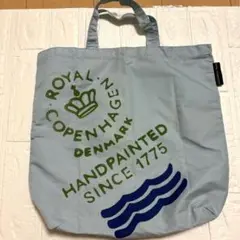 ROYAL
COPENHAGEN
DENMARK
HANDPAINTED
SINCE 1775